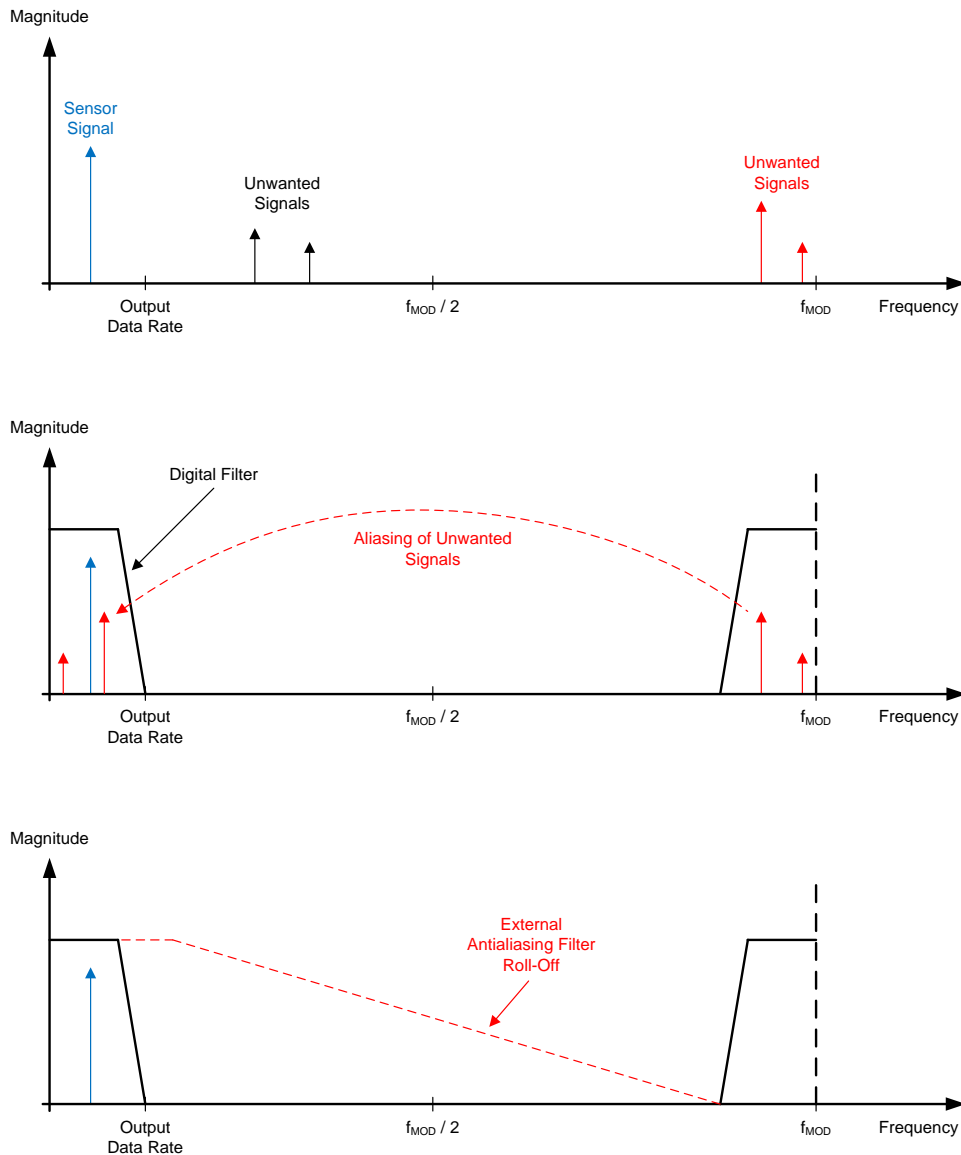 Magnitude
Sensor
Signal
Unwanted
Signals
Unwanted
Signals
Output
Data Rate
fMOD / 2
fMOD
Frequency
Magnitude
Digital Filter
Aliasing of Unwanted
Signals
Output
Data Rate
fMOD / 2
fMOD
Frequency
Magnitude
External
Antialiasing Filter
Roll-Off
Output
Data Rate
fMOD / 2
fMOD
Frequency